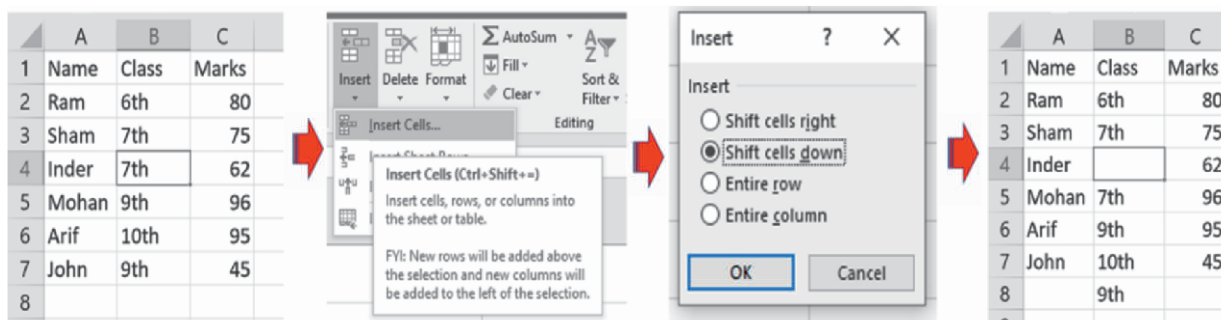 A B C
1 Name Class Marks
2 Ram 6th 80
3 Sham 7th 75
4 Inder 7th 62
5 Mohan 9th 96
6 Arif 10th 95
7 John 9th 45
8
Insert Delete Format
AutoSum
Fill
Clear
Sort &
Filter
Editing
Insert Cells...
Insert Cells (Ctrl+Shift+=)
Insert cells, rows, or columns into
the sheet or table.
FYI: New rows will be added above
the selection and new columns will
be added to the left of the selection.
Insert ? X
Insert
Shift cells right
Shift cells down
Entire row
Entire column
OK Cancel
A B C
1 Name Class Marks
2 Ram 6th 80
3 Sham 7th 75
4 Inder 62
5 Mohan 7th 96
6 Arif 9th 95
7 John 10th 45
8 9th